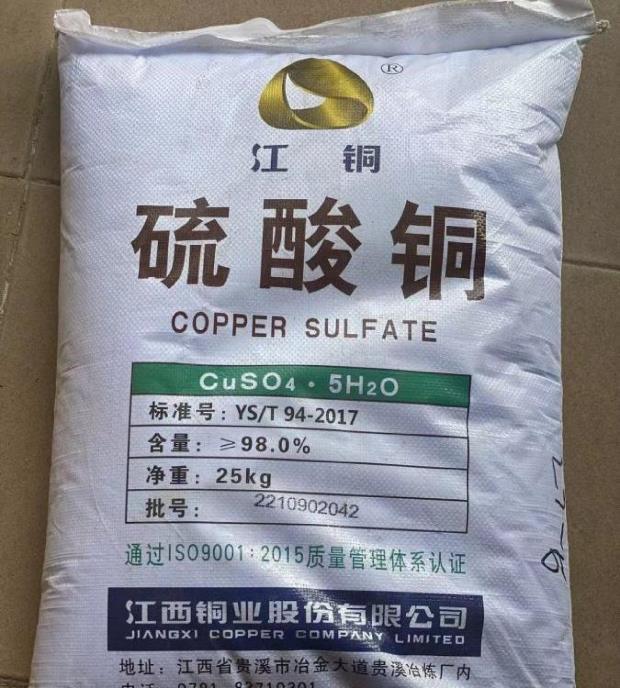 ®
江 铜
硫酸铜
COPPER SULFATE
CuSO4 · 5H2O
标准号: YS/T 94-2017
含量: ≥98.0%
净重: 25kg
批号: 2210902042
通过ISO9001:2015质量管理体系认证
江西铜业股份有限公司
JIANGXI COPPER COMPANY LIMITED
地址: 江西省贵溪市冶金大道贵溪冶炼厂内